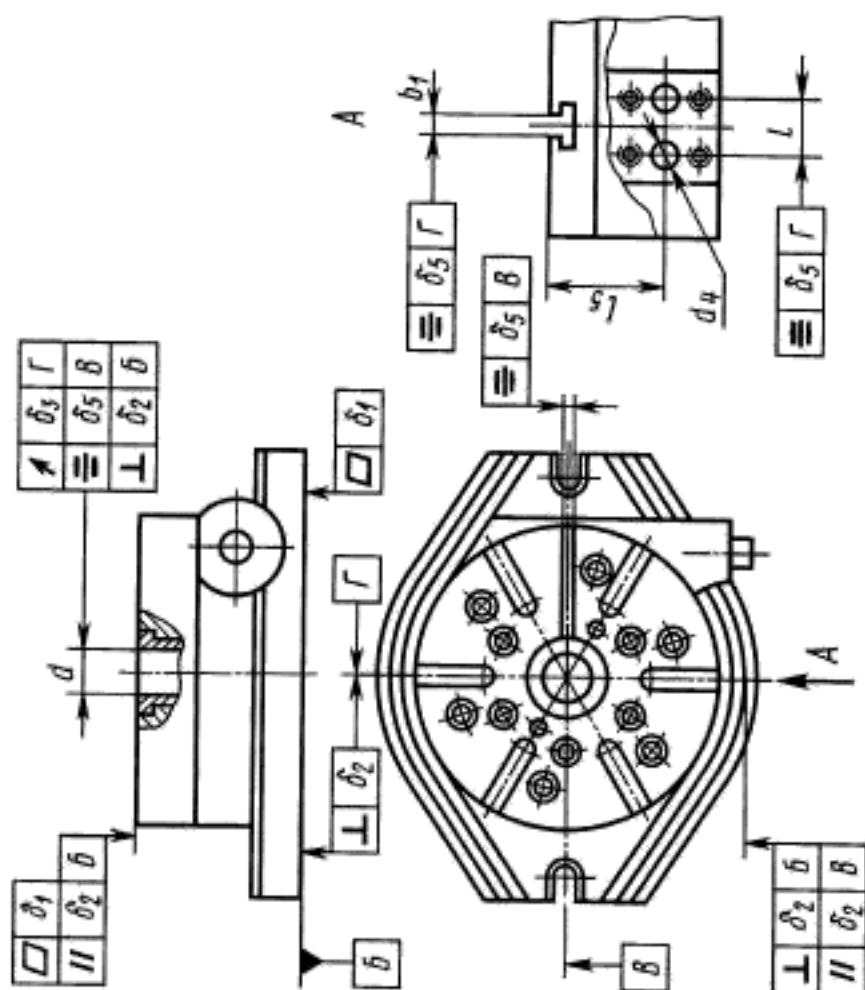 A
b₁
⌯ δ₅ Г
⌯ δ₅ В
l₅
d₄
l
⌯ δ₅ Г
↗ δ₃ Г
⌯ δ₅ В
⊥ δ₂ Б
d
▱ δ₁
Г
⊥ δ₂
▱ δ₁
// δ₂ Б
Б
A
В
⊥ δ₂ Б
// δ₂ В